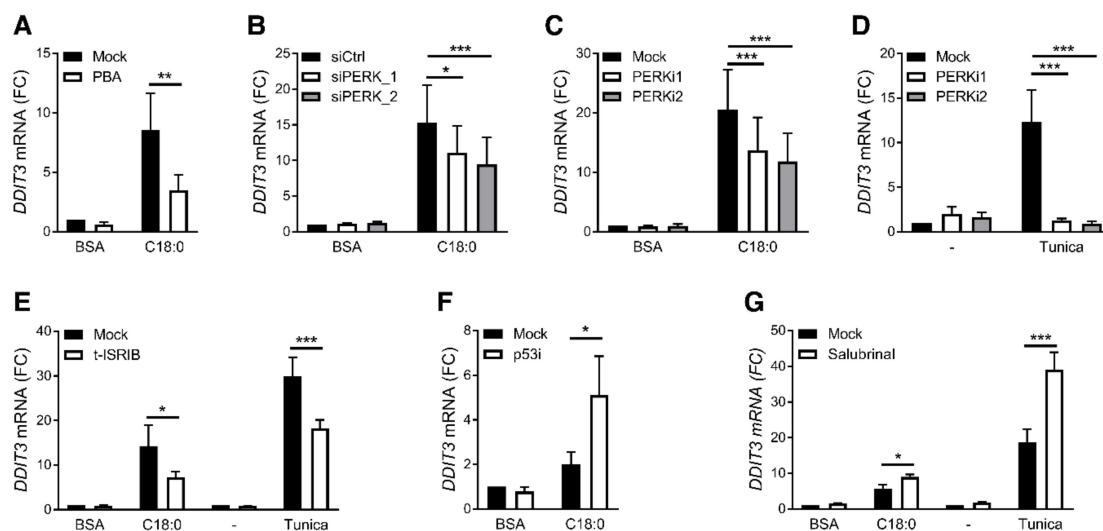 A
DDIT3 mRNA (FC)
15
10
5
0
Mock
PBA
**
BSA
C18:0
B
DDIT3 mRNA (FC)
25
20
15
10
5
0
siCtrl
siPERK_1
siPERK_2
***
*
BSA
C18:0
C
DDIT3 mRNA (FC)
30
20
10
0
Mock
PERKi1
PERKi2
***
***
BSA
C18:0
D
DDIT3 mRNA (FC)
20
15
10
5
0
Mock
PERKi1
PERKi2
***
***
-
Tunica
E
DDIT3 mRNA (FC)
40
30
20
10
0
Mock
t-ISRIB
*
***
BSA
C18:0
-
Tunica
F
DDIT3 mRNA (FC)
8
6
4
2
0
Mock
p53i
*
BSA
C18:0
G
DDIT3 mRNA (FC)
50
40
30
20
10
0
Mock
Salubrinal
*
***
BSA
C18:0
-
Tunica